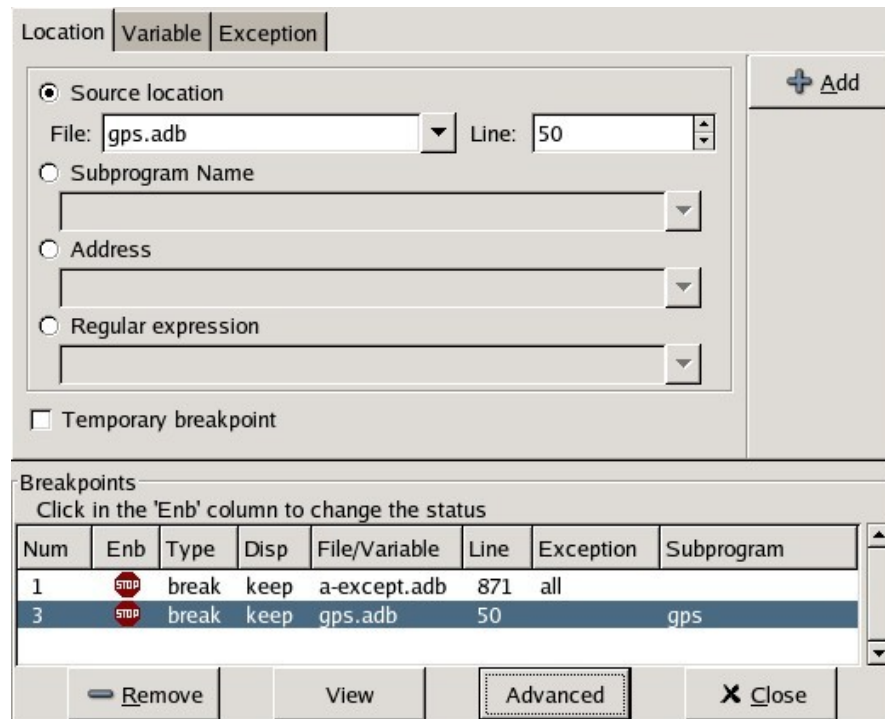 Location Variable Exception
Add
Source location
File: gps.adb Line: 50
Subprogram Name
Address
Regular expression
Temporary breakpoint
Breakpoints
Click in the 'Enb' column to change the status
Num Enb Type Disp File/Variable Line Exception Subprogram
1 STOP break keep a-except.adb 871 all
3 STOP break keep gps.adb 50 gps
Remove View Advanced Close